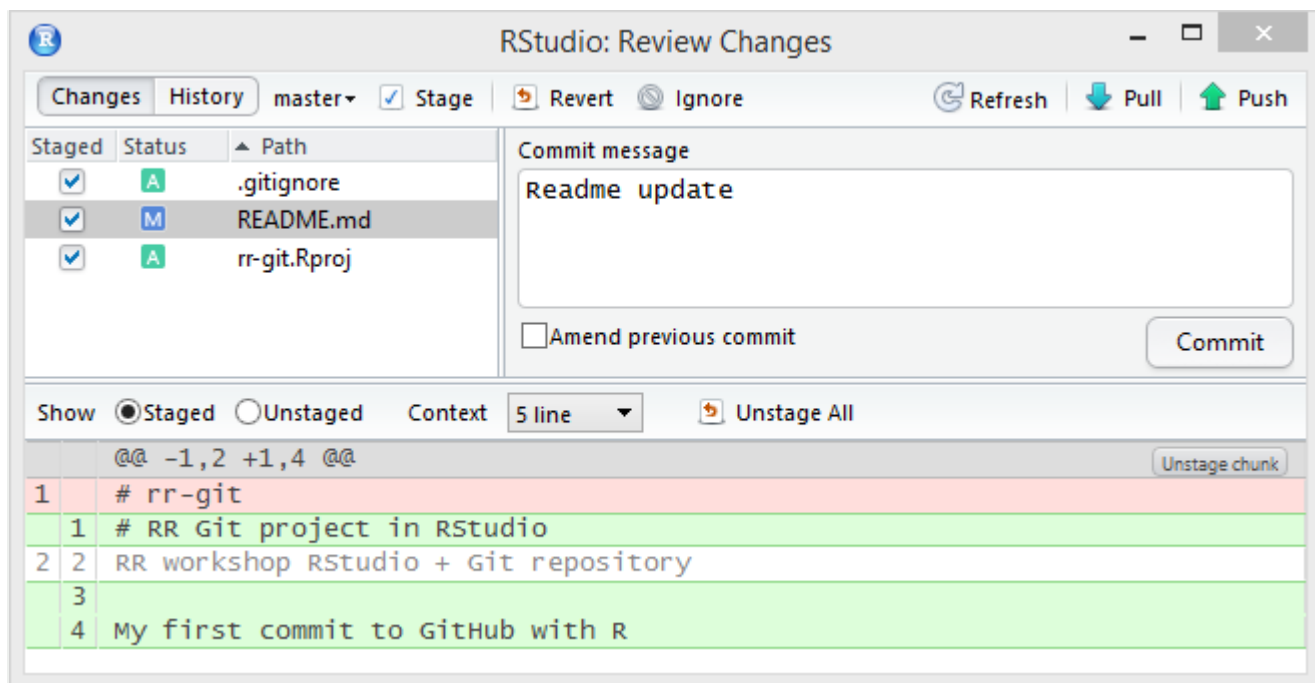 R RStudio: Review Changes
Changes History master Stage Revert Ignore Refresh Pull Push
Staged Status Path
A .gitignore
M README.md
A rr-git.Rproj
Commit message
Readme update
Amend previous commit
Commit
Show Staged Unstaged Context 5 line Unstage All
@@ -1,2 +1,4 @@ Unstage chunk
1 # rr-git
1 # RR Git project in RStudio
2 2 RR workshop RStudio + Git repository
3
4 My first commit to GitHub with R